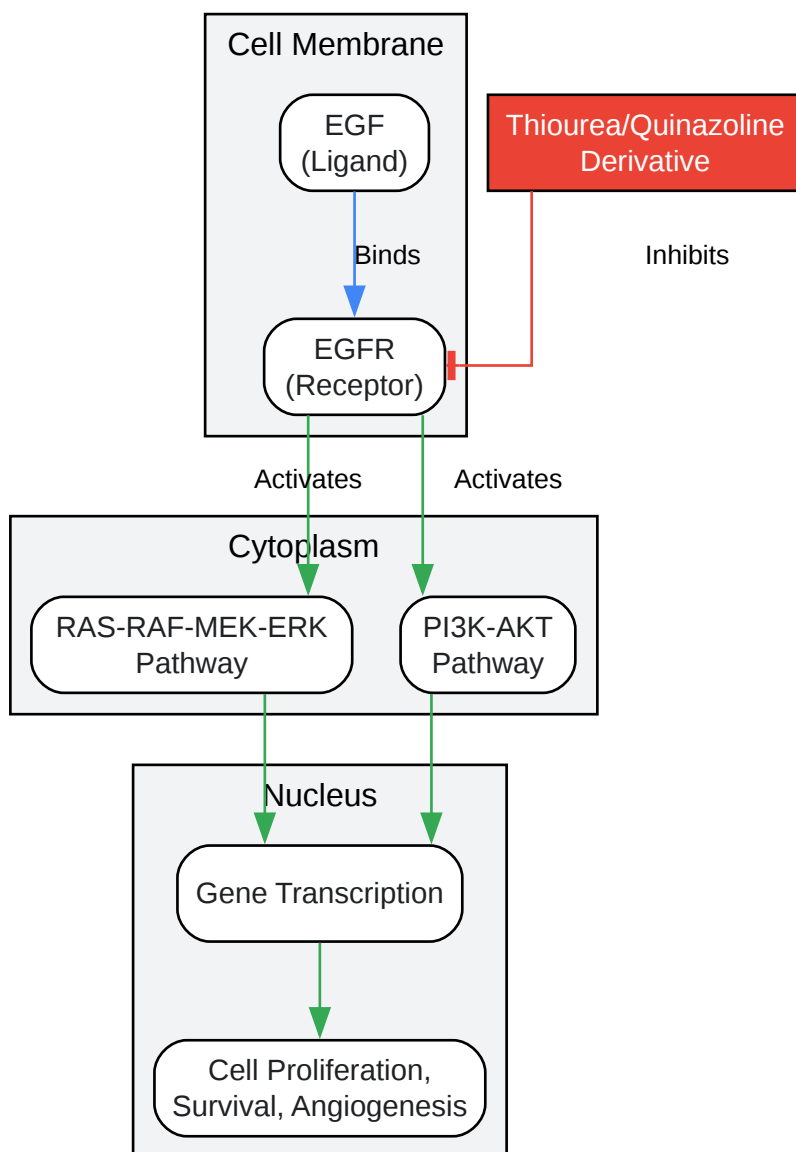 Cell Membrane
EGF
(Ligand)
Thiourea/Quinazoline
Derivative
Binds
Inhibits
EGFR
(Receptor)
Activates
Activates
Cytoplasm
RAS-RAF-MEK-ERK
Pathway
PI3K-AKT
Pathway
Nucleus
Gene Transcription
Cell Proliferation,
Survival, Angiogenesis